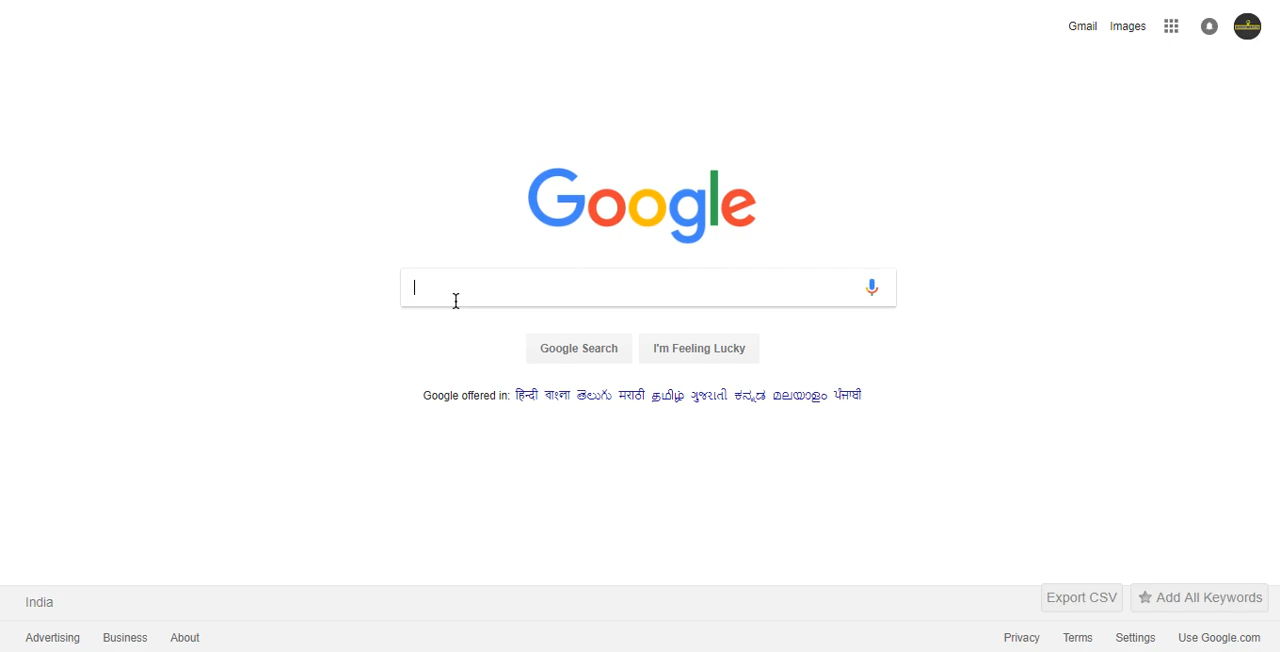 Gmail Images
Google
Google Search I'm Feeling Lucky
Google offered in: हिन्दी বাংলা తెలుగు मराठी தமிழ் ગુજરાતી ಕನ್ನಡ മലയാളം ਪੰਜਾਬੀ
India
Export CSV Add All Keywords
Advertising Business About Privacy Terms Settings Use Google.com